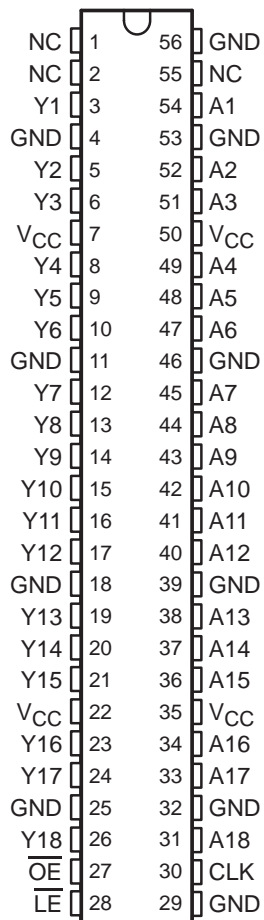 NC 1 56 GND
NC 2 55 NC
Y1 3 54 A1
GND 4 53 GND
Y2 5 52 A2
Y3 6 51 A3
VCC 7 50 VCC
Y4 8 49 A4
Y5 9 48 A5
Y6 10 47 A6
GND 11 46 GND
Y7 12 45 A7
Y8 13 44 A8
Y9 14 43 A9
Y10 15 42 A10
Y11 16 41 A11
Y12 17 40 A12
GND 18 39 GND
Y13 19 38 A13
Y14 20 37 A14
Y15 21 36 A15
VCC 22 35 VCC
Y16 23 34 A16
Y17 24 33 A17
GND 25 32 GND
Y18 26 31 A18
O̅E̅ 27 30 CLK
L̅E̅ 28 29 GND